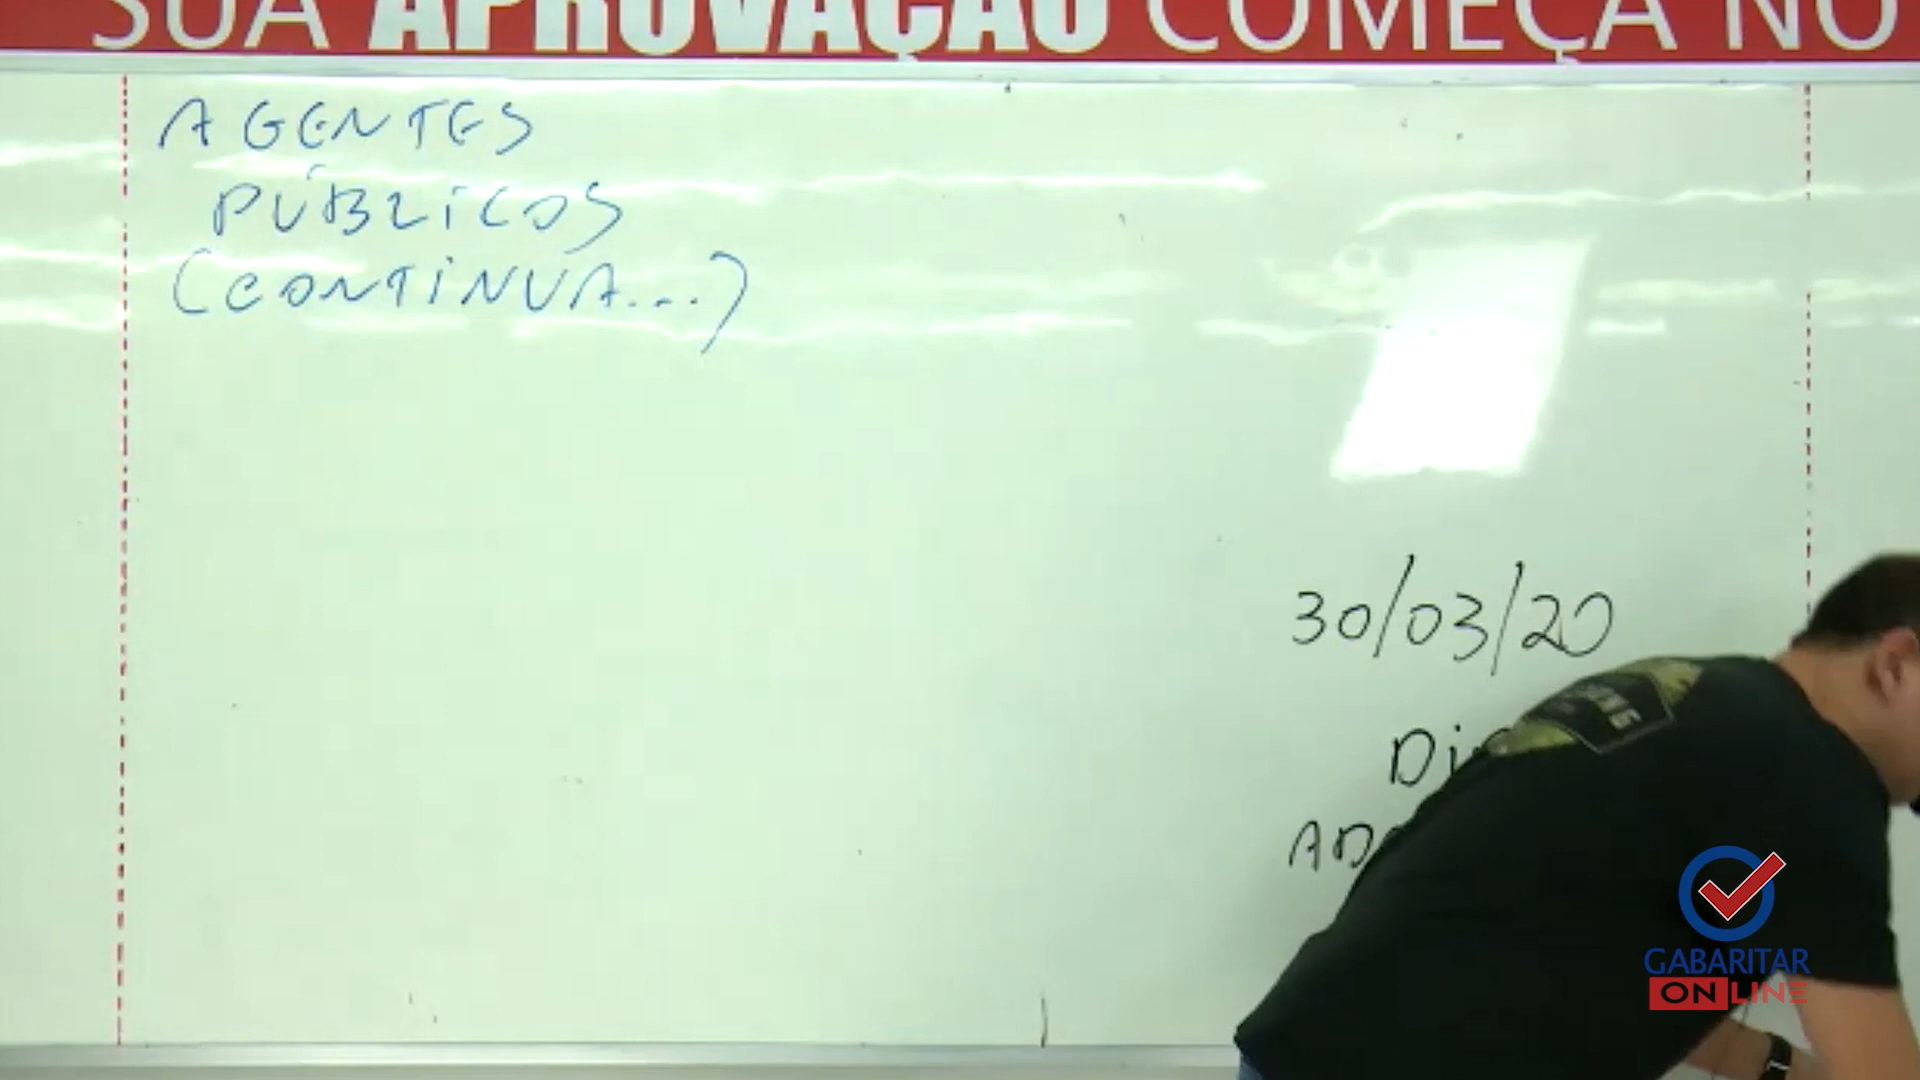 SUA APROVAÇÃO COMEÇA NO
AGENTES
PÚBLICOS
(CONTINUA...)
30/03/20
GABARITAR
ONLINE